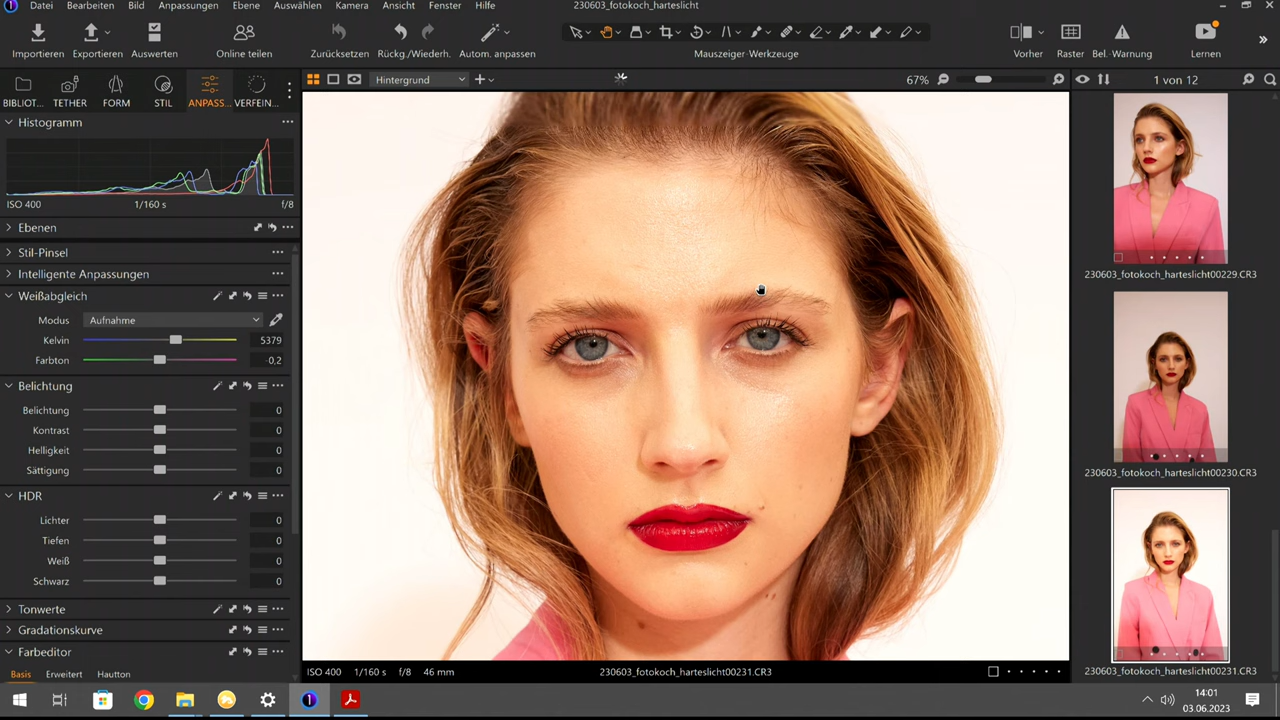 Datei Bearbeiten Bild Anpassungen Ebene Auswählen Kamera Ansicht Fenster Hilfe
230603_fotokoch_harteslicht
Importieren Exportieren Auswerten Online teilen Zurücksetzen Rückg./Wiederh. Autom. anpassen Mauszeiger-Werkzeuge Vorher Raster Bel.-Warnung Lernen
BIBLIOT... TETHER FORM STIL ANPASS... VERFEIN...
Hintergrund
67%
1 von 12
Histogramm
ISO 400 1/160 s f/8
Ebenen
Stil-Pinsel
Intelligente Anpassungen
Weißabgleich
Modus Aufnahme
Kelvin 5379
Farbton -0,2
Belichtung
Belichtung 0
Kontrast 0
Helligkeit 0
Sättigung 0
HDR
Lichter 0
Tiefen 0
Weiß 0
Schwarz 0
Tonwerte
Gradationskurve
Farbeditor
Basis Erweitert Hautton
ISO 400 1/160 s f/8 46 mm
230603_fotokoch_harteslicht00231.CR3
230603_fotokoch_harteslicht00229.CR3
230603_fotokoch_harteslicht00230.CR3
230603_fotokoch_harteslicht00231.CR3
14:01
03.06.2023